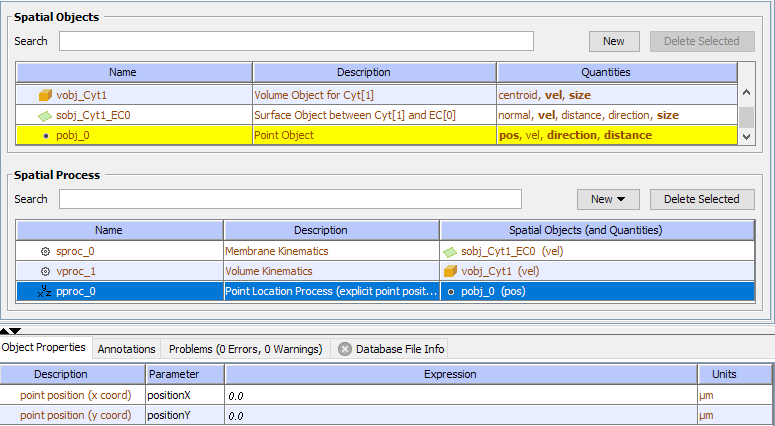 Spatial Objects
Search New Delete Selected
Name Description Quantities
vobj_Cyt1 Volume Object for Cyt[1] centroid, vel, size
sobj_Cyt1_EC0 Surface Object between Cyt[1] and EC[0] normal, vel, distance, direction, size
pobj_0 Point Object pos, vel, direction, distance
Spatial Process
Search New Delete Selected
Name Description Spatial Objects (and Quantities)
sproc_0 Membrane Kinematics sobj_Cyt1_EC0 (vel)
vproc_1 Volume Kinematics vobj_Cyt1 (vel)
pproc_0 Point Location Process (explicit point posit... pobj_0 (pos)
Object Properties Annotations Problems (0 Errors, 0 Warnings) Database File Info
Description Parameter Expression Units
point position (x coord) positionX 0.0 µm
point position (y coord) positionY 0.0 µm